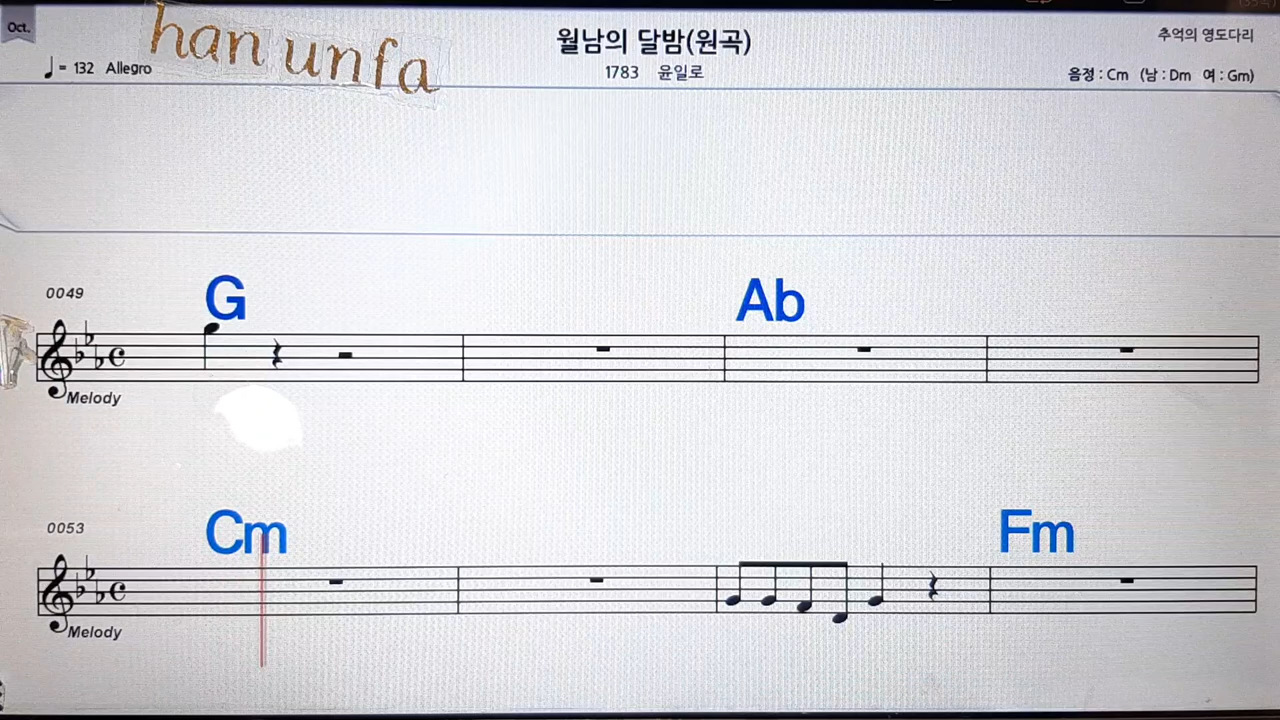 Oct.
han unfa
월남의 달밤(원곡)
추억의 영도다리
♩= 132 Allegro
1783 윤일로
음정 : Cm (남 : Dm 여 : Gm)
0049
G
Ab
Melody
0053
Cm
Fm
Melody